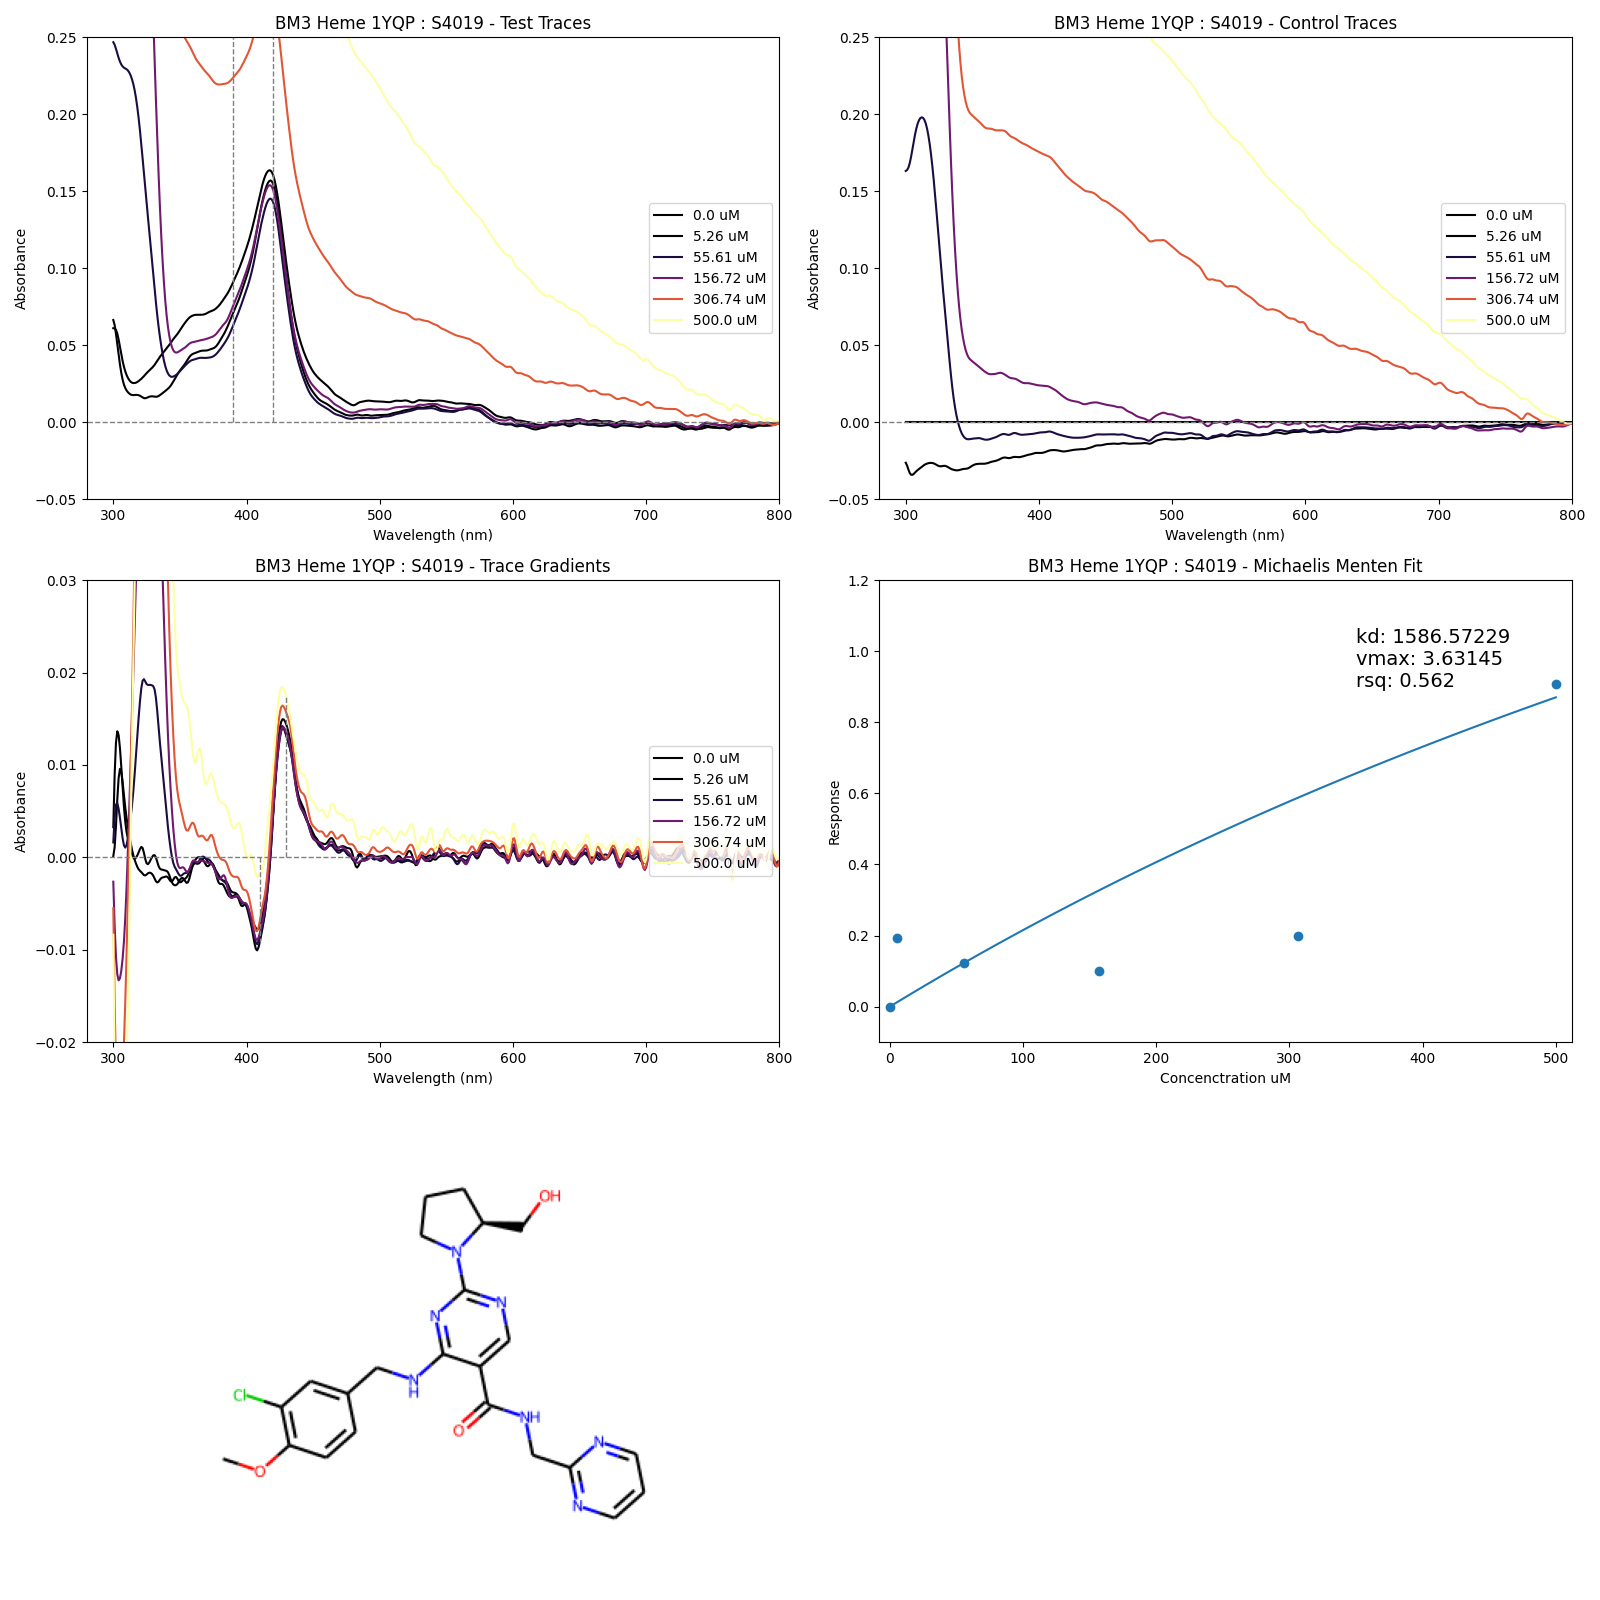 BM3 Heme 1YQP : S4019 - Test Traces
0.25
0.20
0.15
0.10
0.05
0.00
−0.05
Absorbance
300 400 500 600 700 800
Wavelength (nm)
0.0 uM
5.26 uM
55.61 uM
156.72 uM
306.74 uM
500.0 uM
BM3 Heme 1YQP : S4019 - Control Traces
0.25
0.20
0.15
0.10
0.05
0.00
−0.05
Absorbance
300 400 500 600 700 800
Wavelength (nm)
0.0 uM
5.26 uM
55.61 uM
156.72 uM
306.74 uM
500.0 uM
BM3 Heme 1YQP : S4019 - Trace Gradients
0.03
0.02
0.01
0.00
−0.01
−0.02
Absorbance
300 400 500 600 700 800
Wavelength (nm)
0.0 uM
5.26 uM
55.61 uM
156.72 uM
306.74 uM
500.0 uM
BM3 Heme 1YQP : S4019 - Michaelis Menten Fit
1.2
1.0
0.8
0.6
0.4
0.2
0.0
Response
0 100 200 300 400 500
Concenctration uM
kd: 1586.57229
vmax: 3.63145
rsq: 0.562
OH
N
N
N
N
H
Cl
O
O
NH
N
N